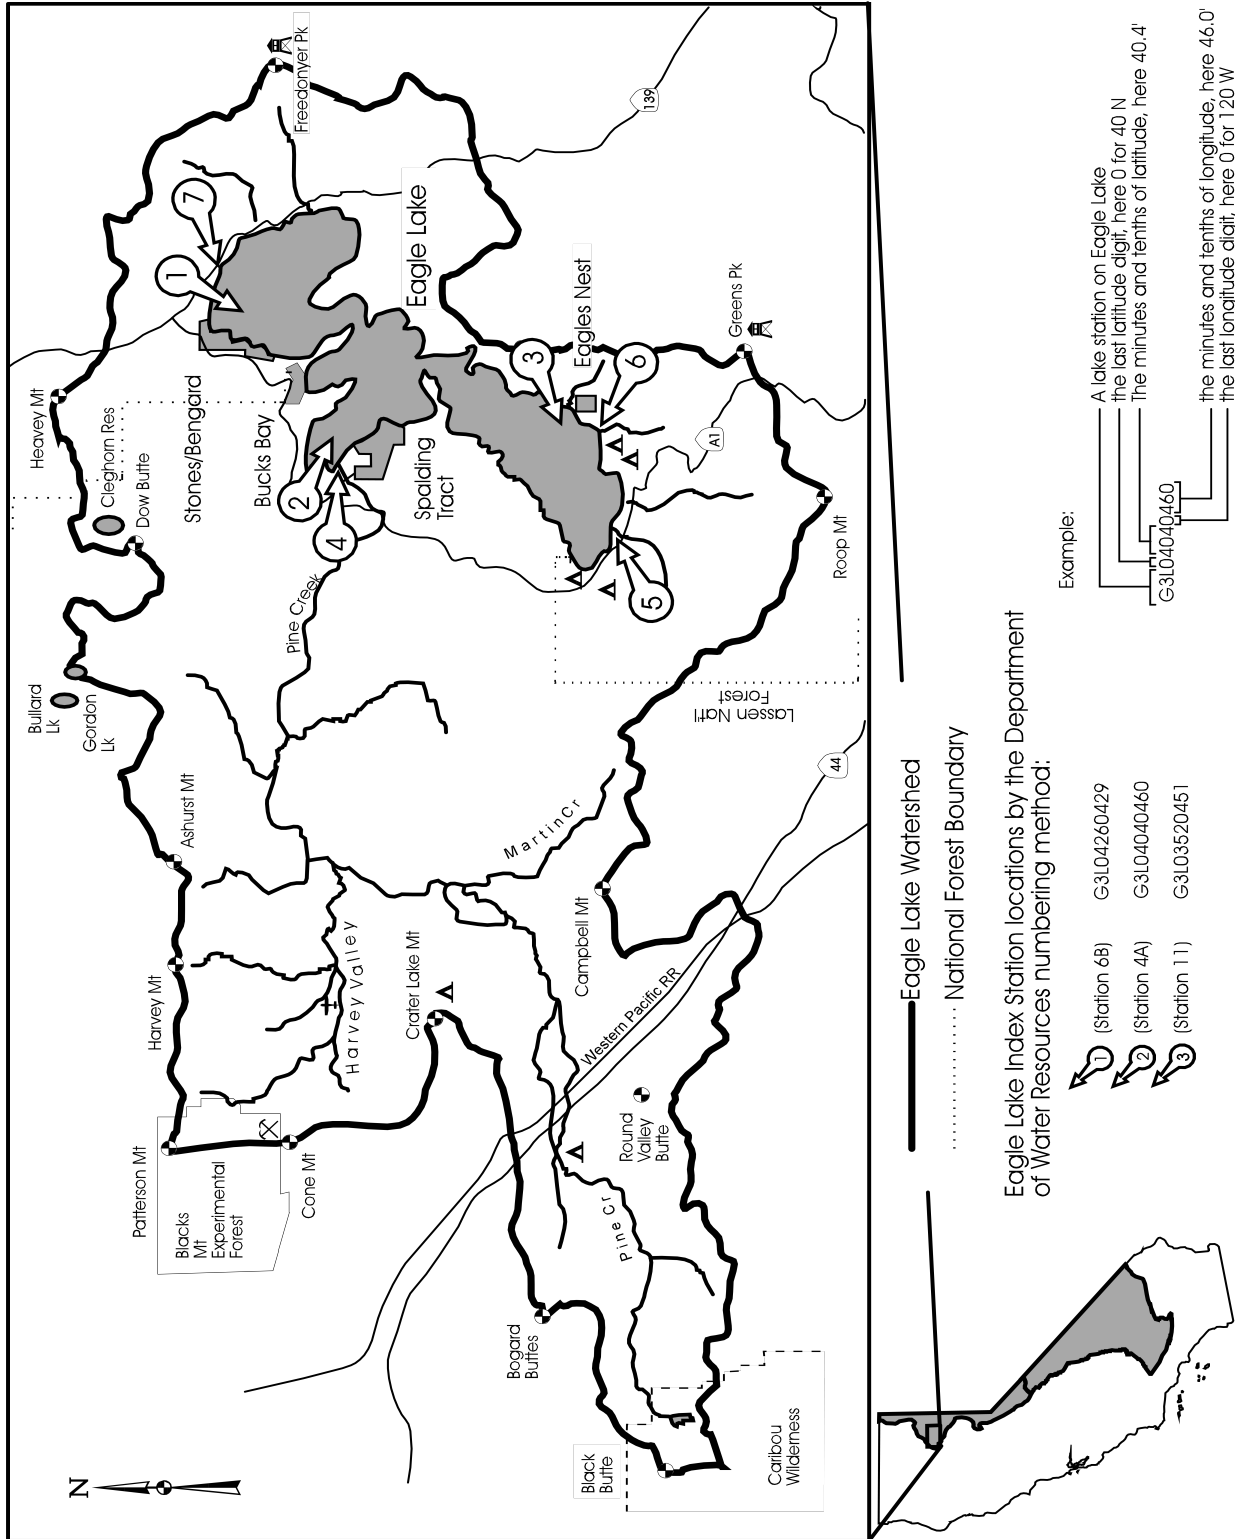 N
Freedonyer Pk
139
7
1
Eagle Lake
Heavey Mt
Cleghorn Res
Dow Butte
Stones/Bengard
Bucks Bay
2
4
Spalding
Tract
3
Eagles Nest
6
Greens Pk
A1
5
Roop Mt
Pine Creek
Bullard
Lk
Gordon
Lk
Lassen Nat'l
Forest
44
Ashurst Mt
Martin Cr
Harvey Mt
Harvey Valley
Crater Lake Mt
Campbell Mt
Western Pacific RR
Patterson Mt
Blacks
Mt
Experimental
Forest
Cone Mt
Round
Valley
Butte
Pine Cr
Bogard
Buttes
Black
Butte
Caribou
Wilderness
Eagle Lake Watershed
National Forest Boundary
Eagle Lake Index Station locations by the Department
of Water Resources numbering method:
1 (Station 6B) G3L04260429
2 (Station 4A) G3L04040460
3 (Station 11) G3L03520451
Example:
G3L04040460
A lake station on Eagle Lake
the last latitude digit, here 0 for 40 N
The minutes and tenths of latitude, here 40.4'
the minutes and tenths of longitude, here 46.0'
the last longitude digit, here 0 for 120 W